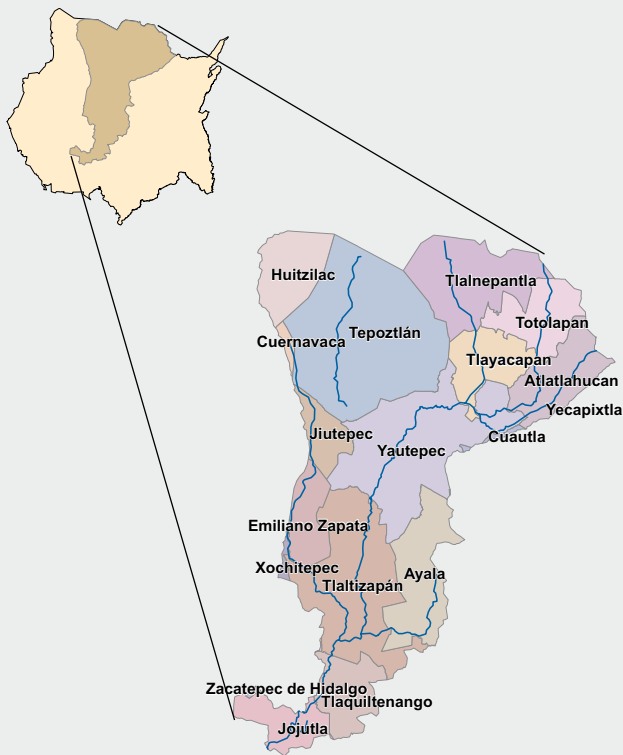 Huitzilac
Tlalnepantla
Totolapan
Tepoztlán
Cuernavaca
Tlayacapan
Atlatlahucan
Yecapixtla
Jiutepec
Cuautla
Yautepec
Emiliano Zapata
Xochitepec
Ayala
Tlaltizapán
Zacatepec de Hidalgo
Tlaquiltenango
Jojutla